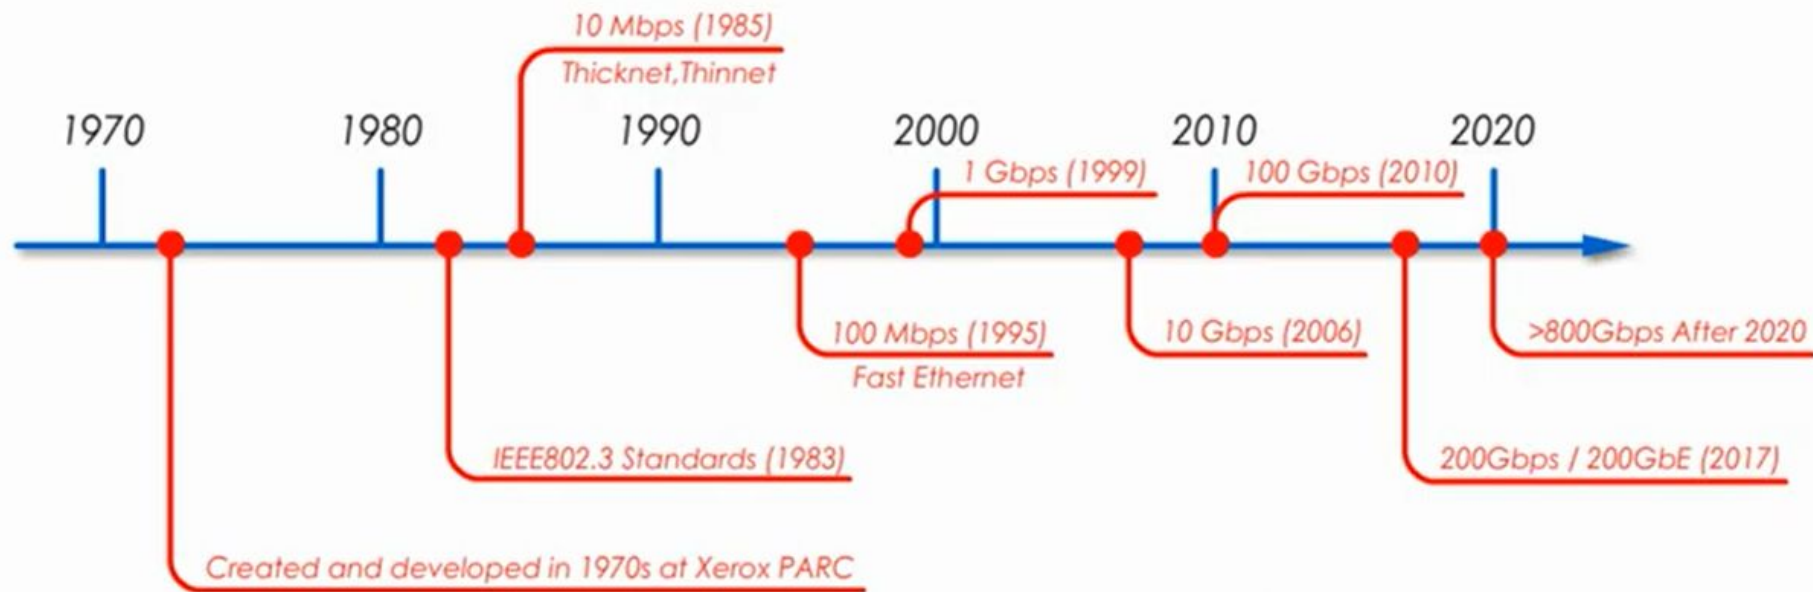 10 Mbps (1985)
Thicknet,Thinnet
1970
1980
1990
2000
2010
2020
1 Gbps (1999)
100 Gbps (2010)
100 Mbps (1995)
Fast Ethernet
10 Gbps (2006)
>800Gbps After 2020
IEEE802.3 Standards (1983)
200Gbps / 200GbE (2017)
Created and developed in 1970s at Xerox PARC